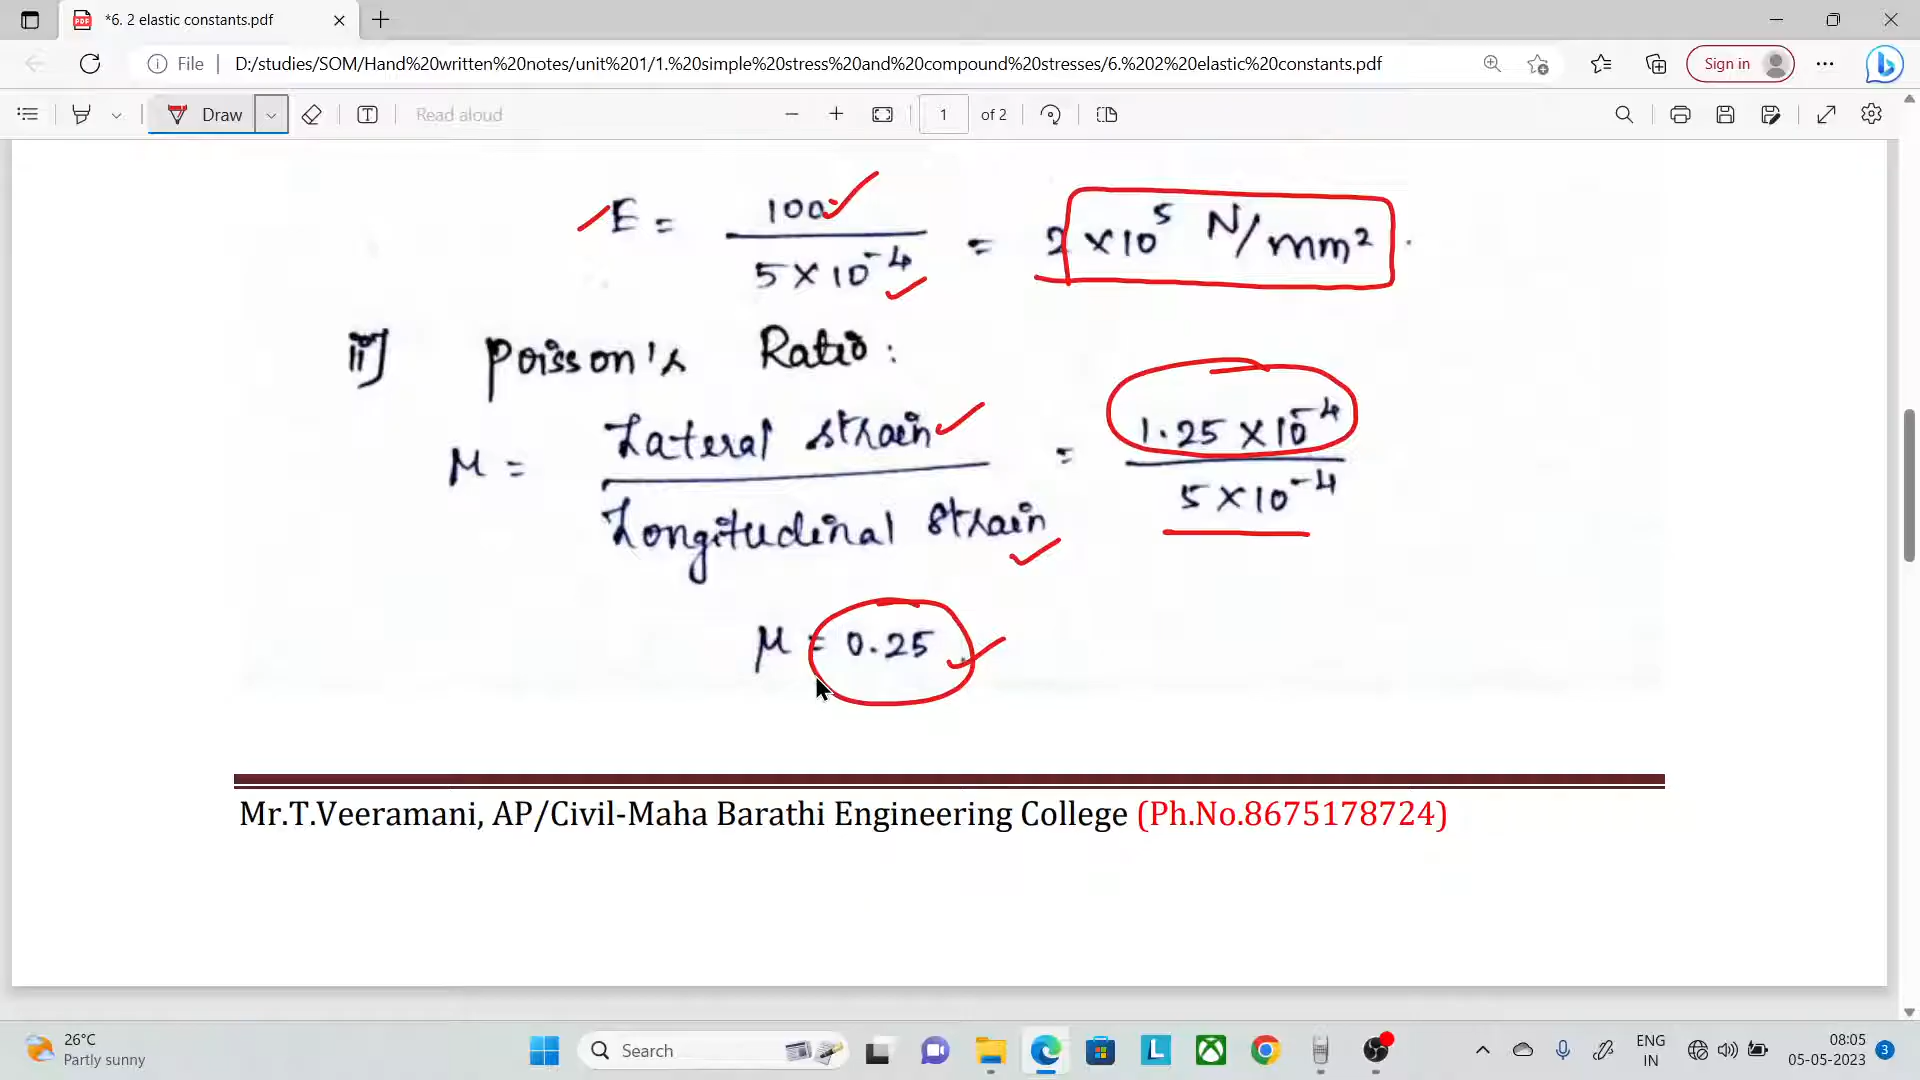 *6. 2 elastic constants.pdf
File | D:/studies/SOM/Hand%20written%20notes/unit%201/1.%20simple%20stress%20and%20compound%20stresses/6.%202%20elastic%20constants.pdf
Sign in
Draw
Read aloud
1 of 2
E = 100 / 5 × 10⁻⁴ = 2 × 10⁵ N/mm².
ii] Poisson's Ratio:
μ = Lateral strain / Longitudinal strain = 1.25 × 10⁻⁴ / 5 × 10⁻⁴
μ = 0.25
Mr.T.Veeramani, AP/Civil-Maha Barathi Engineering College (Ph.No.8675178724)
26°C
Partly sunny
Search
ENG
IN
08:05
05-05-2023
3